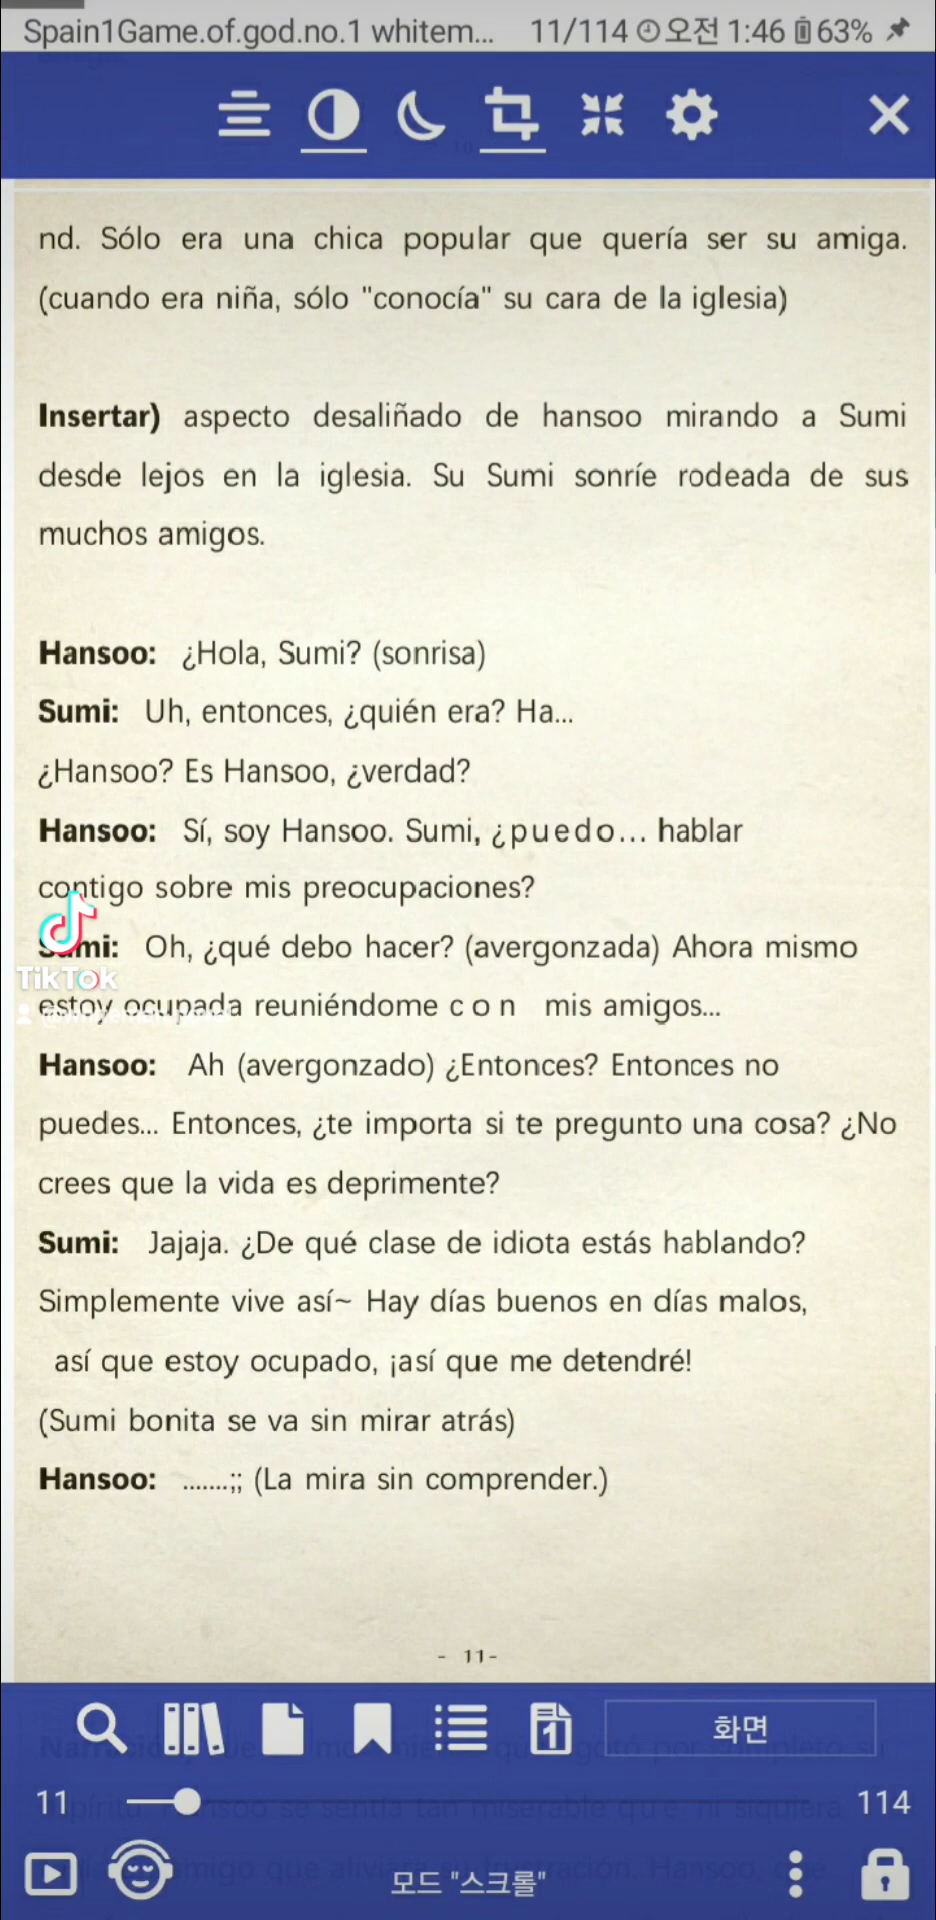 Spain1Game.of.god.no.1 whitem... 11/114 오전 1:46 63%
nd. Sólo era una chica popular que quería ser su amiga.
(cuando era niña, sólo "conocía" su cara de la iglesia)
Insertar) aspecto desaliñado de hansoo mirando a Sumi
desde lejos en la iglesia. Su Sumi sonríe rodeada de sus
muchos amigos.
Hansoo: ¿Hola, Sumi? (sonrisa)
Sumi: Uh, entonces, ¿quién era? Ha...
¿Hansoo? Es Hansoo, ¿verdad?
Hansoo: Sí, soy Hansoo. Sumi, ¿puedo... hablar
contigo sobre mis preocupaciones?
Sumi: Oh, ¿qué debo hacer? (avergonzada) Ahora mismo
TikTok
estoy ocupada reuniéndome con mis amigos...
Hansoo: Ah (avergonzado) ¿Entonces? Entonces no
puedes... Entonces, ¿te importa si te pregunto una cosa? ¿No
crees que la vida es deprimente?
Sumi: Jajaja. ¿De qué clase de idiota estás hablando?
Simplemente vive así~ Hay días buenos en días malos,
así que estoy ocupado, ¡así que me detendré!
(Sumi bonita se va sin mirar atrás)
Hansoo: .......;; (La mira sin comprender.)
- 11-
1
화면
11 114
모드 "스크롤"